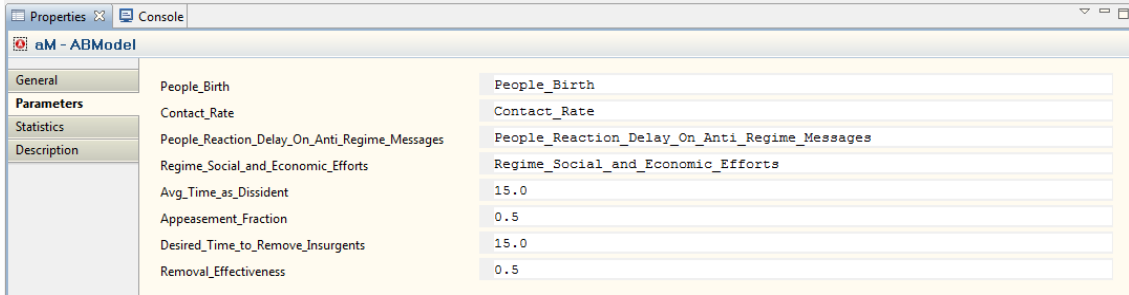 Properties Console
aM - ABModel
General
Parameters
Statistics
Description
People_Birth People_Birth
Contact_Rate Contact_Rate
People_Reaction_Delay_On_Anti_Regime_Messages People_Reaction_Delay_On_Anti_Regime_Messages
Regime_Social_and_Economic_Efforts Regime_Social_and_Economic_Efforts
Avg_Time_as_Dissident 15.0
Appeasement_Fraction 0.5
Desired_Time_to_Remove_Insurgents 15.0
Removal_Effectiveness 0.5